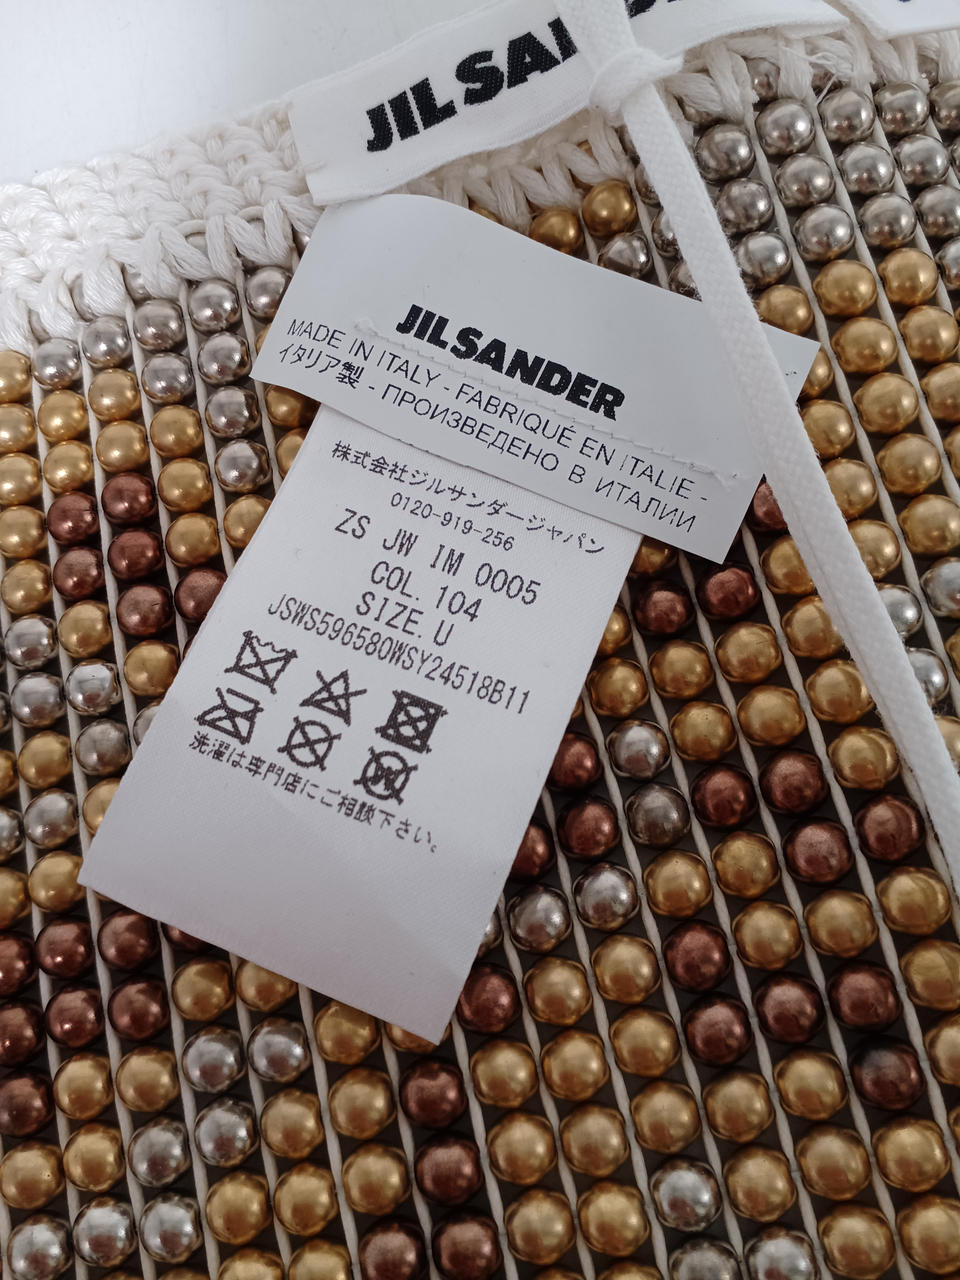 JIL SAN
JIL SANDER
MADE IN ITALY - FABRIQUÉ EN ITALIE -
イタリア製 - ПРОИЗВЕДЕНО В ИТАЛИИ
株式会社ジルサンダージャパン
0120-919-256
ZS JW IM 0005
COL. 104
SIZE. U
JSWS596580WSY24518B11
洗濯は専門店にご相談下さい。